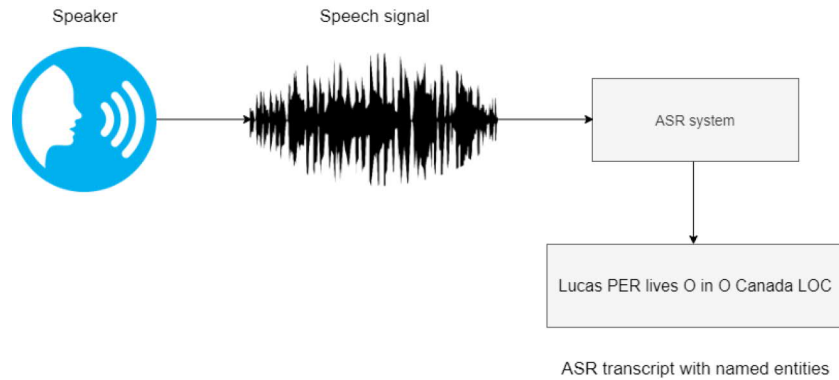 Speaker
Speech signal
ASR system
Lucas PER lives O in O Canada LOC
ASR transcript with named entities